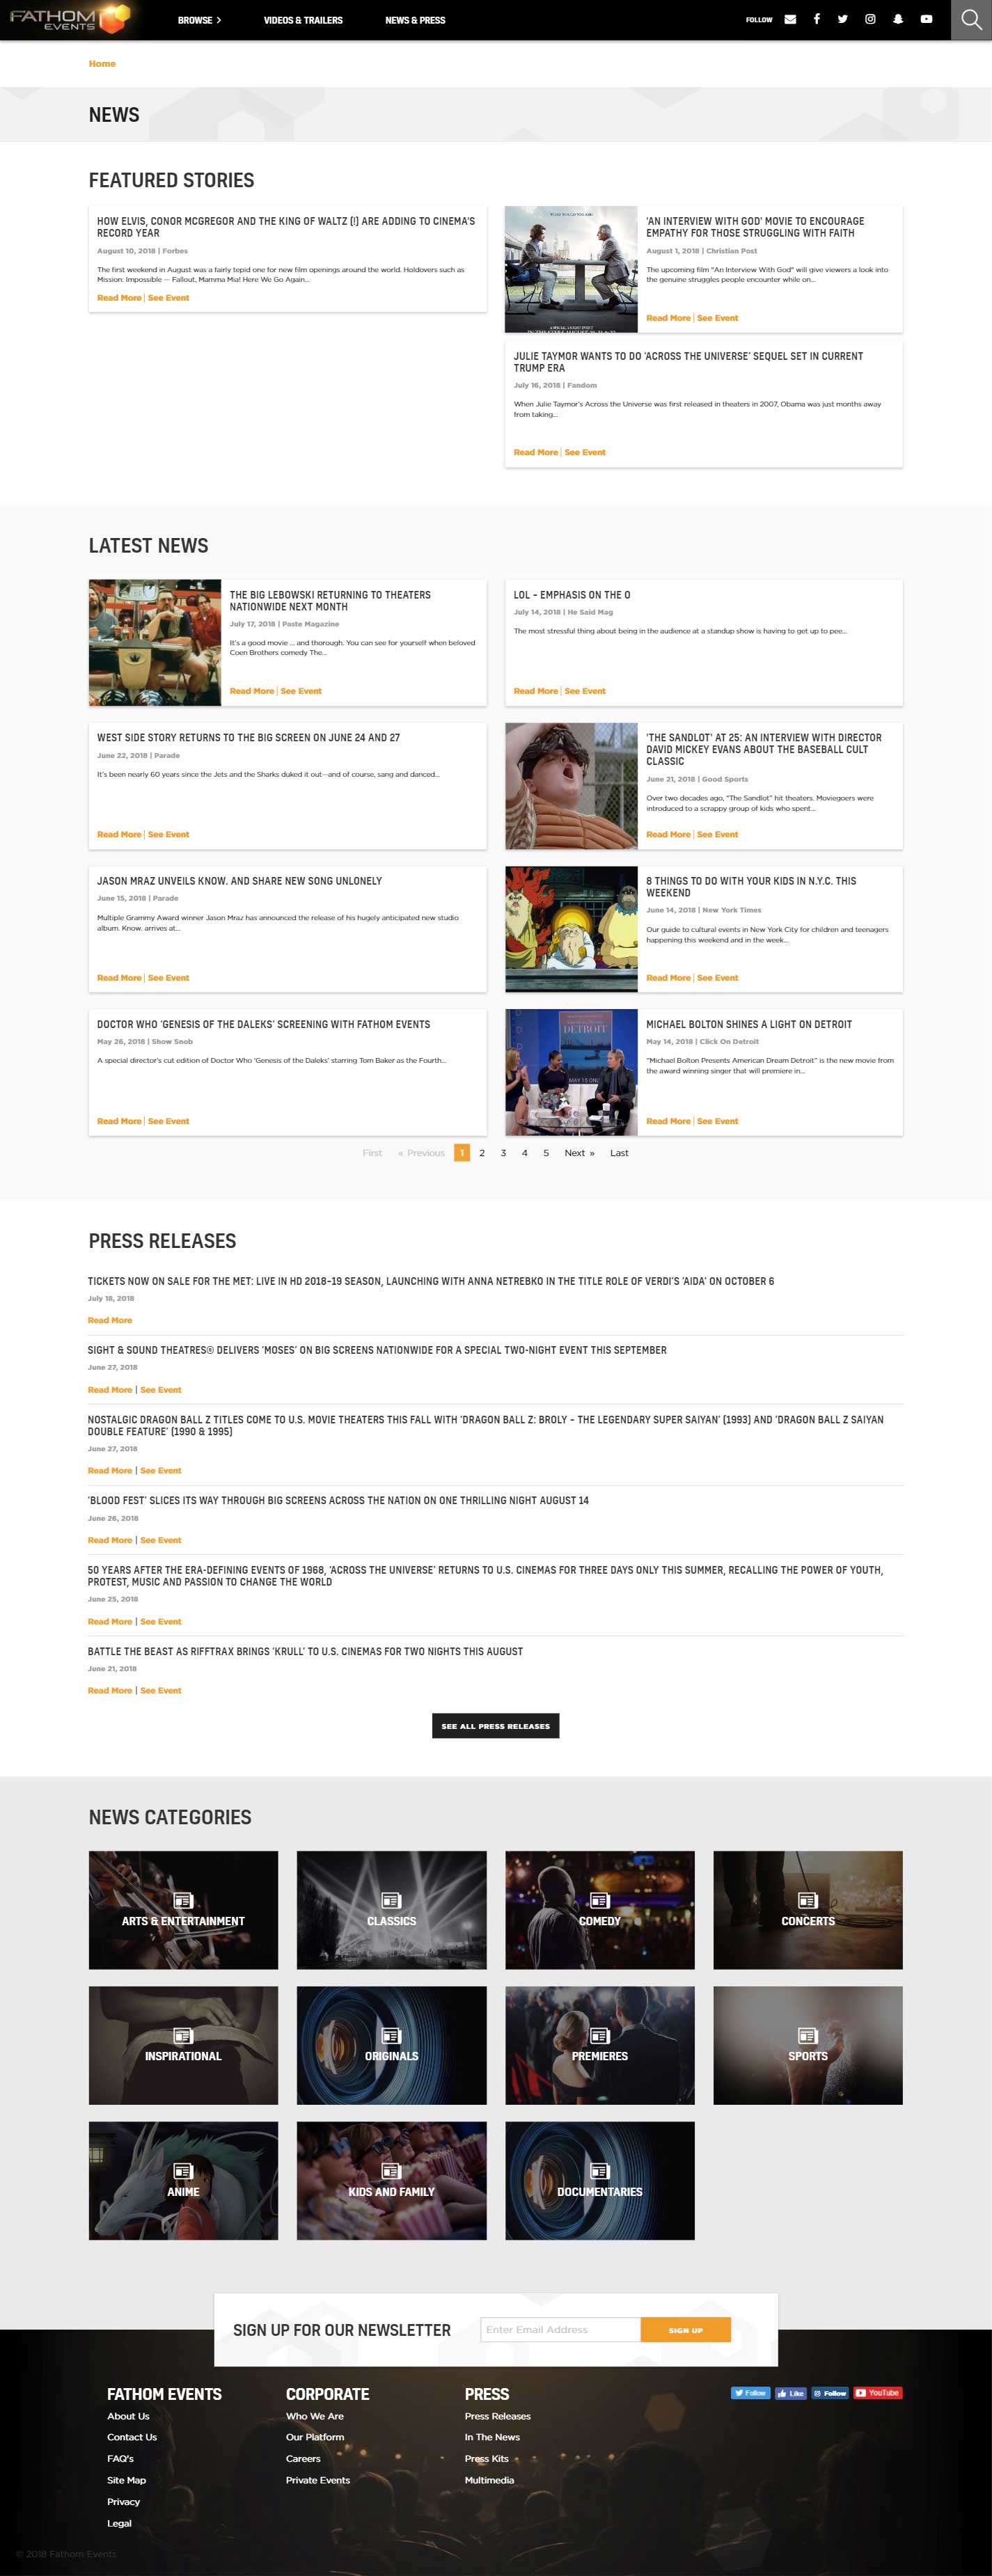 FATHOM
EVENTS
BROWSE
VIDEOS & TRAILERS
NEWS & PRESS
FOLLOW
Home
NEWS
FEATURED STORIES
HOW ELVIS, CONOR MCGREGOR AND THE KING OF WALTZ (!) ARE ADDING TO CINEMA'S
RECORD YEAR
August 10, 2018 | Forbes
The first weekend in August was a fairly tepid one for new film openings around the world. Holdovers such as
Mission: Impossible — Fallout, Mamma Mia! Here We Go Again...
Read More | See Event
'AN INTERVIEW WITH GOD' MOVIE TO ENCOURAGE
EMPATHY FOR THOSE STRUGGLING WITH FAITH
August 1, 2018 | Christian Post
The upcoming film "An Interview With God" will give viewers a look into
the genuine struggles people encounter while on...
Read More | See Event
JULIE TAYMOR WANTS TO DO 'ACROSS THE UNIVERSE' SEQUEL SET IN CURRENT
TRUMP ERA
July 16, 2018 | Fandom
When Julie Taymor's Across the Universe was first released in theaters in 2007, Obama was just months away
from taking...
Read More | See Event
LATEST NEWS
THE BIG LEBOWSKI RETURNING TO THEATERS
NATIONWIDE NEXT MONTH
July 17, 2018 | Paste Magazine
It's a good movie ... and thorough. You can see for yourself when beloved
Coen Brothers comedy The...
Read More | See Event
LOL – EMPHASIS ON THE O
July 14, 2018 | He Said Mag
The most stressful thing about being in the audience at a standup show is having to get up to pee...
Read More | See Event
WEST SIDE STORY RETURNS TO THE BIG SCREEN ON JUNE 24 AND 27
June 22, 2018 | Parade
It's been nearly 60 years since the Jets and the Sharks duked it out—and of course, sang and danced...
Read More | See Event
'THE SANDLOT' AT 25: AN INTERVIEW WITH DIRECTOR
DAVID MICKEY EVANS ABOUT THE BASEBALL CULT
CLASSIC
June 21, 2018 | Good Sports
Over two decades ago, "The Sandlot" hit theaters. Moviegoers were
introduced to a scrappy group of kids who spent...
Read More | See Event
JASON MRAZ UNVEILS KNOW. AND SHARE NEW SONG UNLONELY
June 15, 2018 | Parade
Multiple Grammy Award winner Jason Mraz has announced the release of his hugely anticipated new studio
album. Know. arrives at...
Read More | See Event
8 THINGS TO DO WITH YOUR KIDS IN N.Y.C. THIS
WEEKEND
June 14, 2018 | New York Times
Our guide to cultural events in New York City for children and teenagers
happening this weekend and in the week...
Read More | See Event
DOCTOR WHO 'GENESIS OF THE DALEKS' SCREENING WITH FATHOM EVENTS
May 26, 2018 | Show Snob
A special director's cut edition of Doctor Who 'Genesis of the Daleks' starring Tom Baker as the Fourth...
Read More | See Event
DETROIT
MAY 15 ONL
MICHAEL BOLTON SHINES A LIGHT ON DETROIT
May 14, 2018 | Click On Detroit
"Michael Bolton Presents American Dream Detroit" is the new movie from
the award winning singer that will premiere in...
Read More | See Event
First « Previous 1 2 3 4 5 Next » Last
PRESS RELEASES
TICKETS NOW ON SALE FOR THE MET: LIVE IN HD 2018-19 SEASON, LAUNCHING WITH ANNA NETREBKO IN THE TITLE ROLE OF VERDI'S 'AIDA' ON OCTOBER 6
July 18, 2018
Read More
SIGHT & SOUND THEATRES® DELIVERS 'MOSES' ON BIG SCREENS NATIONWIDE FOR A SPECIAL TWO-NIGHT EVENT THIS SEPTEMBER
June 27, 2018
Read More | See Event
NOSTALGIC DRAGON BALL Z TITLES COME TO U.S. MOVIE THEATERS THIS FALL WITH 'DRAGON BALL Z: BROLY – THE LEGENDARY SUPER SAIYAN' (1993) AND 'DRAGON BALL Z SAIYAN
DOUBLE FEATURE' (1990 & 1995)
June 27, 2018
Read More | See Event
'BLOOD FEST' SLICES ITS WAY THROUGH BIG SCREENS ACROSS THE NATION ON ONE THRILLING NIGHT AUGUST 14
June 26, 2018
Read More | See Event
50 YEARS AFTER THE ERA-DEFINING EVENTS OF 1968, 'ACROSS THE UNIVERSE' RETURNS TO U.S. CINEMAS FOR THREE DAYS ONLY THIS SUMMER, RECALLING THE POWER OF YOUTH,
PROTEST, MUSIC AND PASSION TO CHANGE THE WORLD
June 25, 2018
Read More | See Event
BATTLE THE BEAST AS RIFFTRAX BRINGS 'KRULL' TO U.S. CINEMAS FOR TWO NIGHTS THIS AUGUST
June 21, 2018
Read More | See Event
SEE ALL PRESS RELEASES
NEWS CATEGORIES
ARTS & ENTERTAINMENT
CLASSICS
COMEDY
CONCERTS
INSPIRATIONAL
ORIGINALS
PREMIERES
SPORTS
ANIME
KIDS AND FAMILY
DOCUMENTARIES
SIGN UP FOR OUR NEWSLETTER
Enter Email Address
SIGN UP
FATHOM EVENTS
About Us
Contact Us
FAQ's
Site Map
Privacy
Legal
CORPORATE
Who We Are
Our Platform
Careers
Private Events
PRESS
Press Releases
In The News
Press Kits
Multimedia
Follow
Like
Follow
YouTube
© 2018 Fathom Events